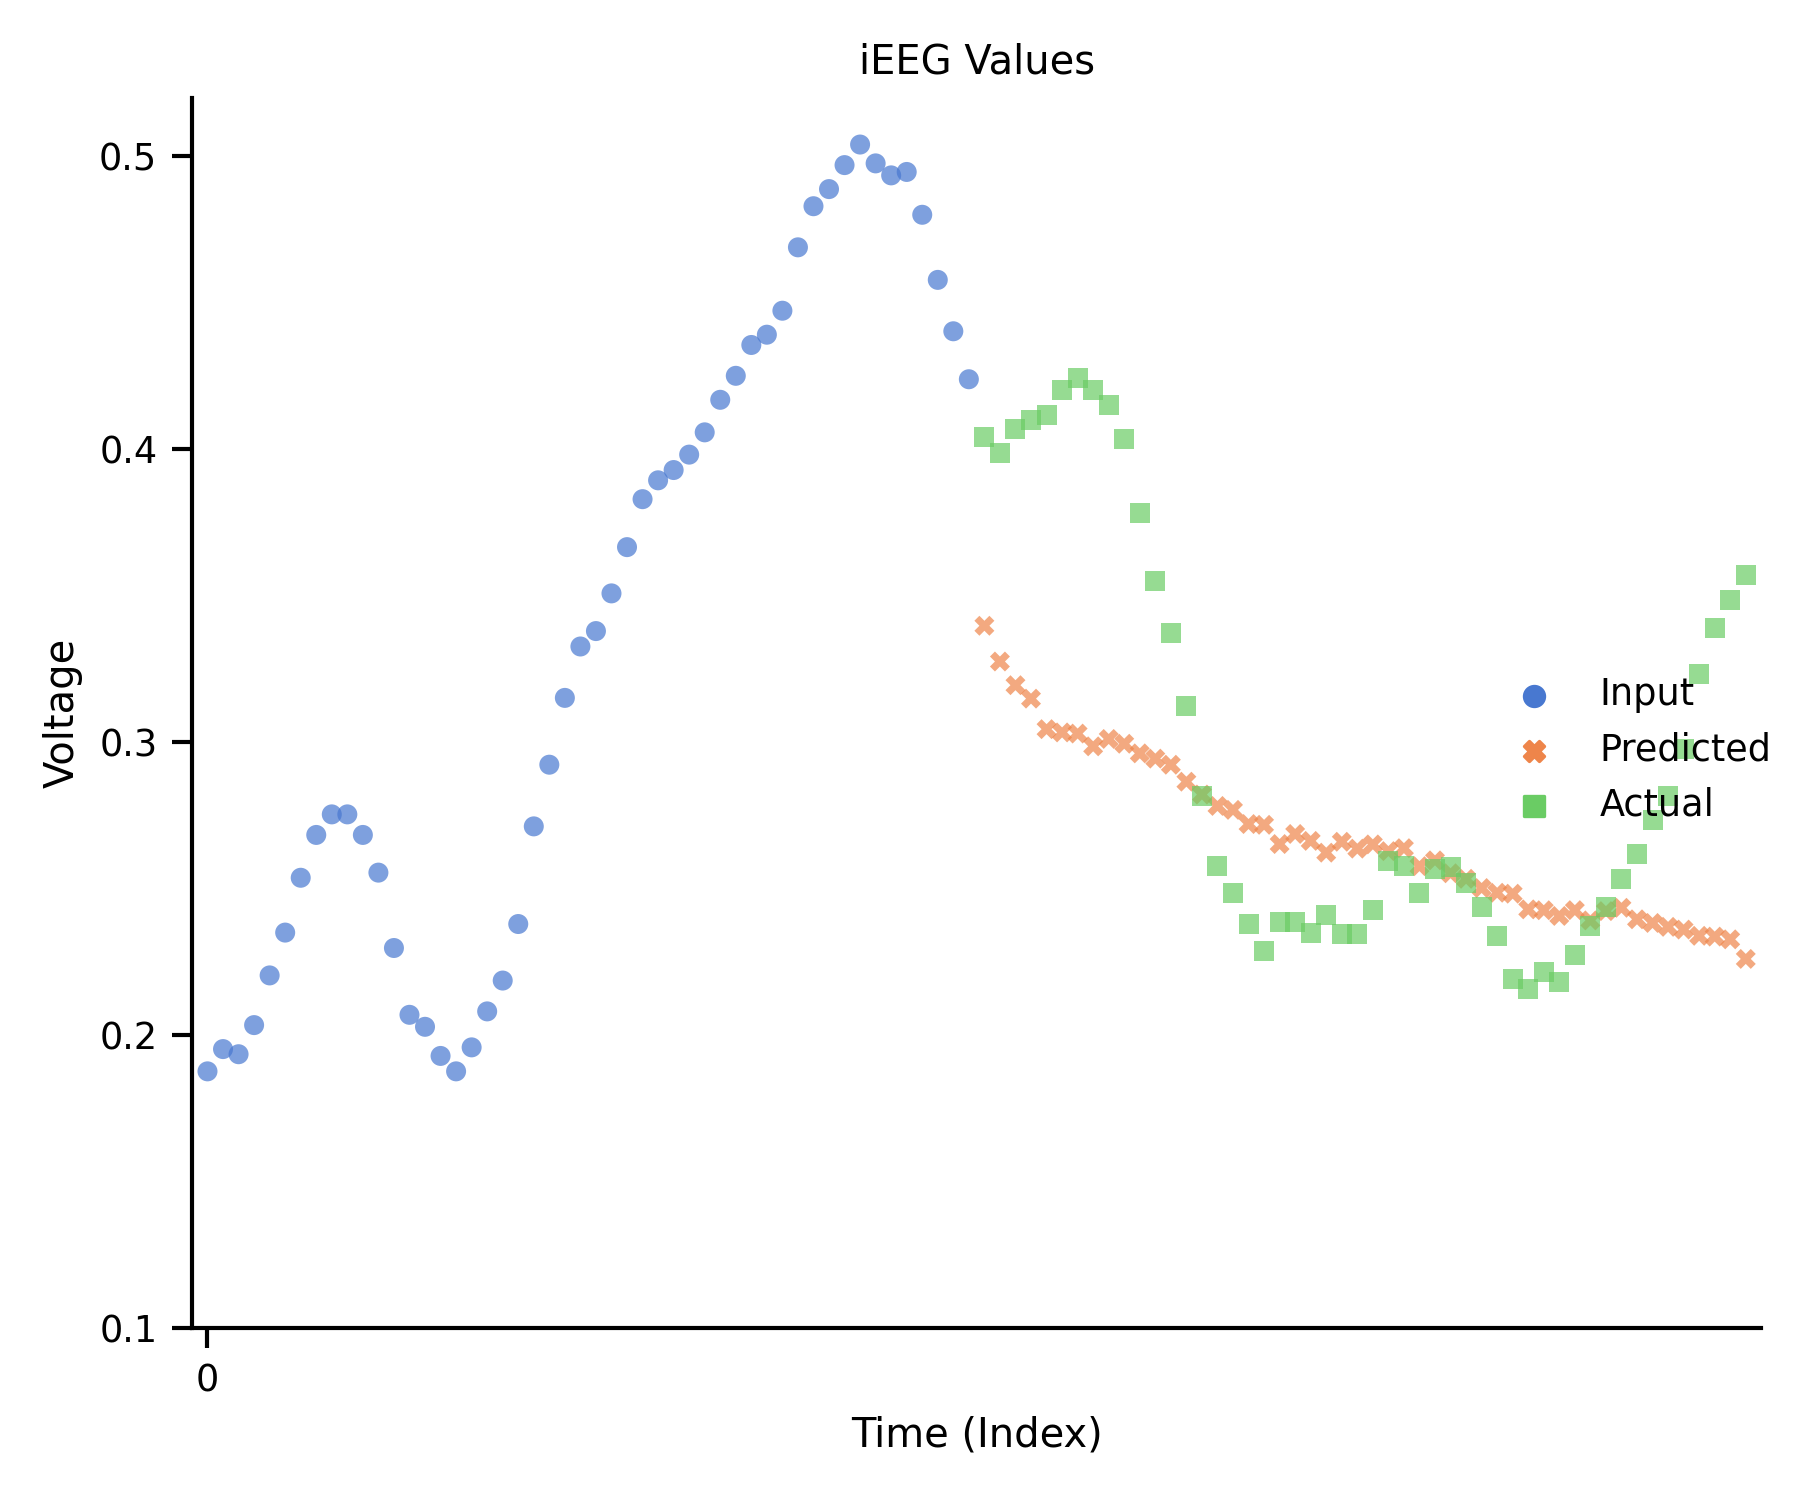 iEEG Values
0.5
0.4
0.3
0.2
0.1
Voltage
Input
Predicted
Actual
0
Time (Index)